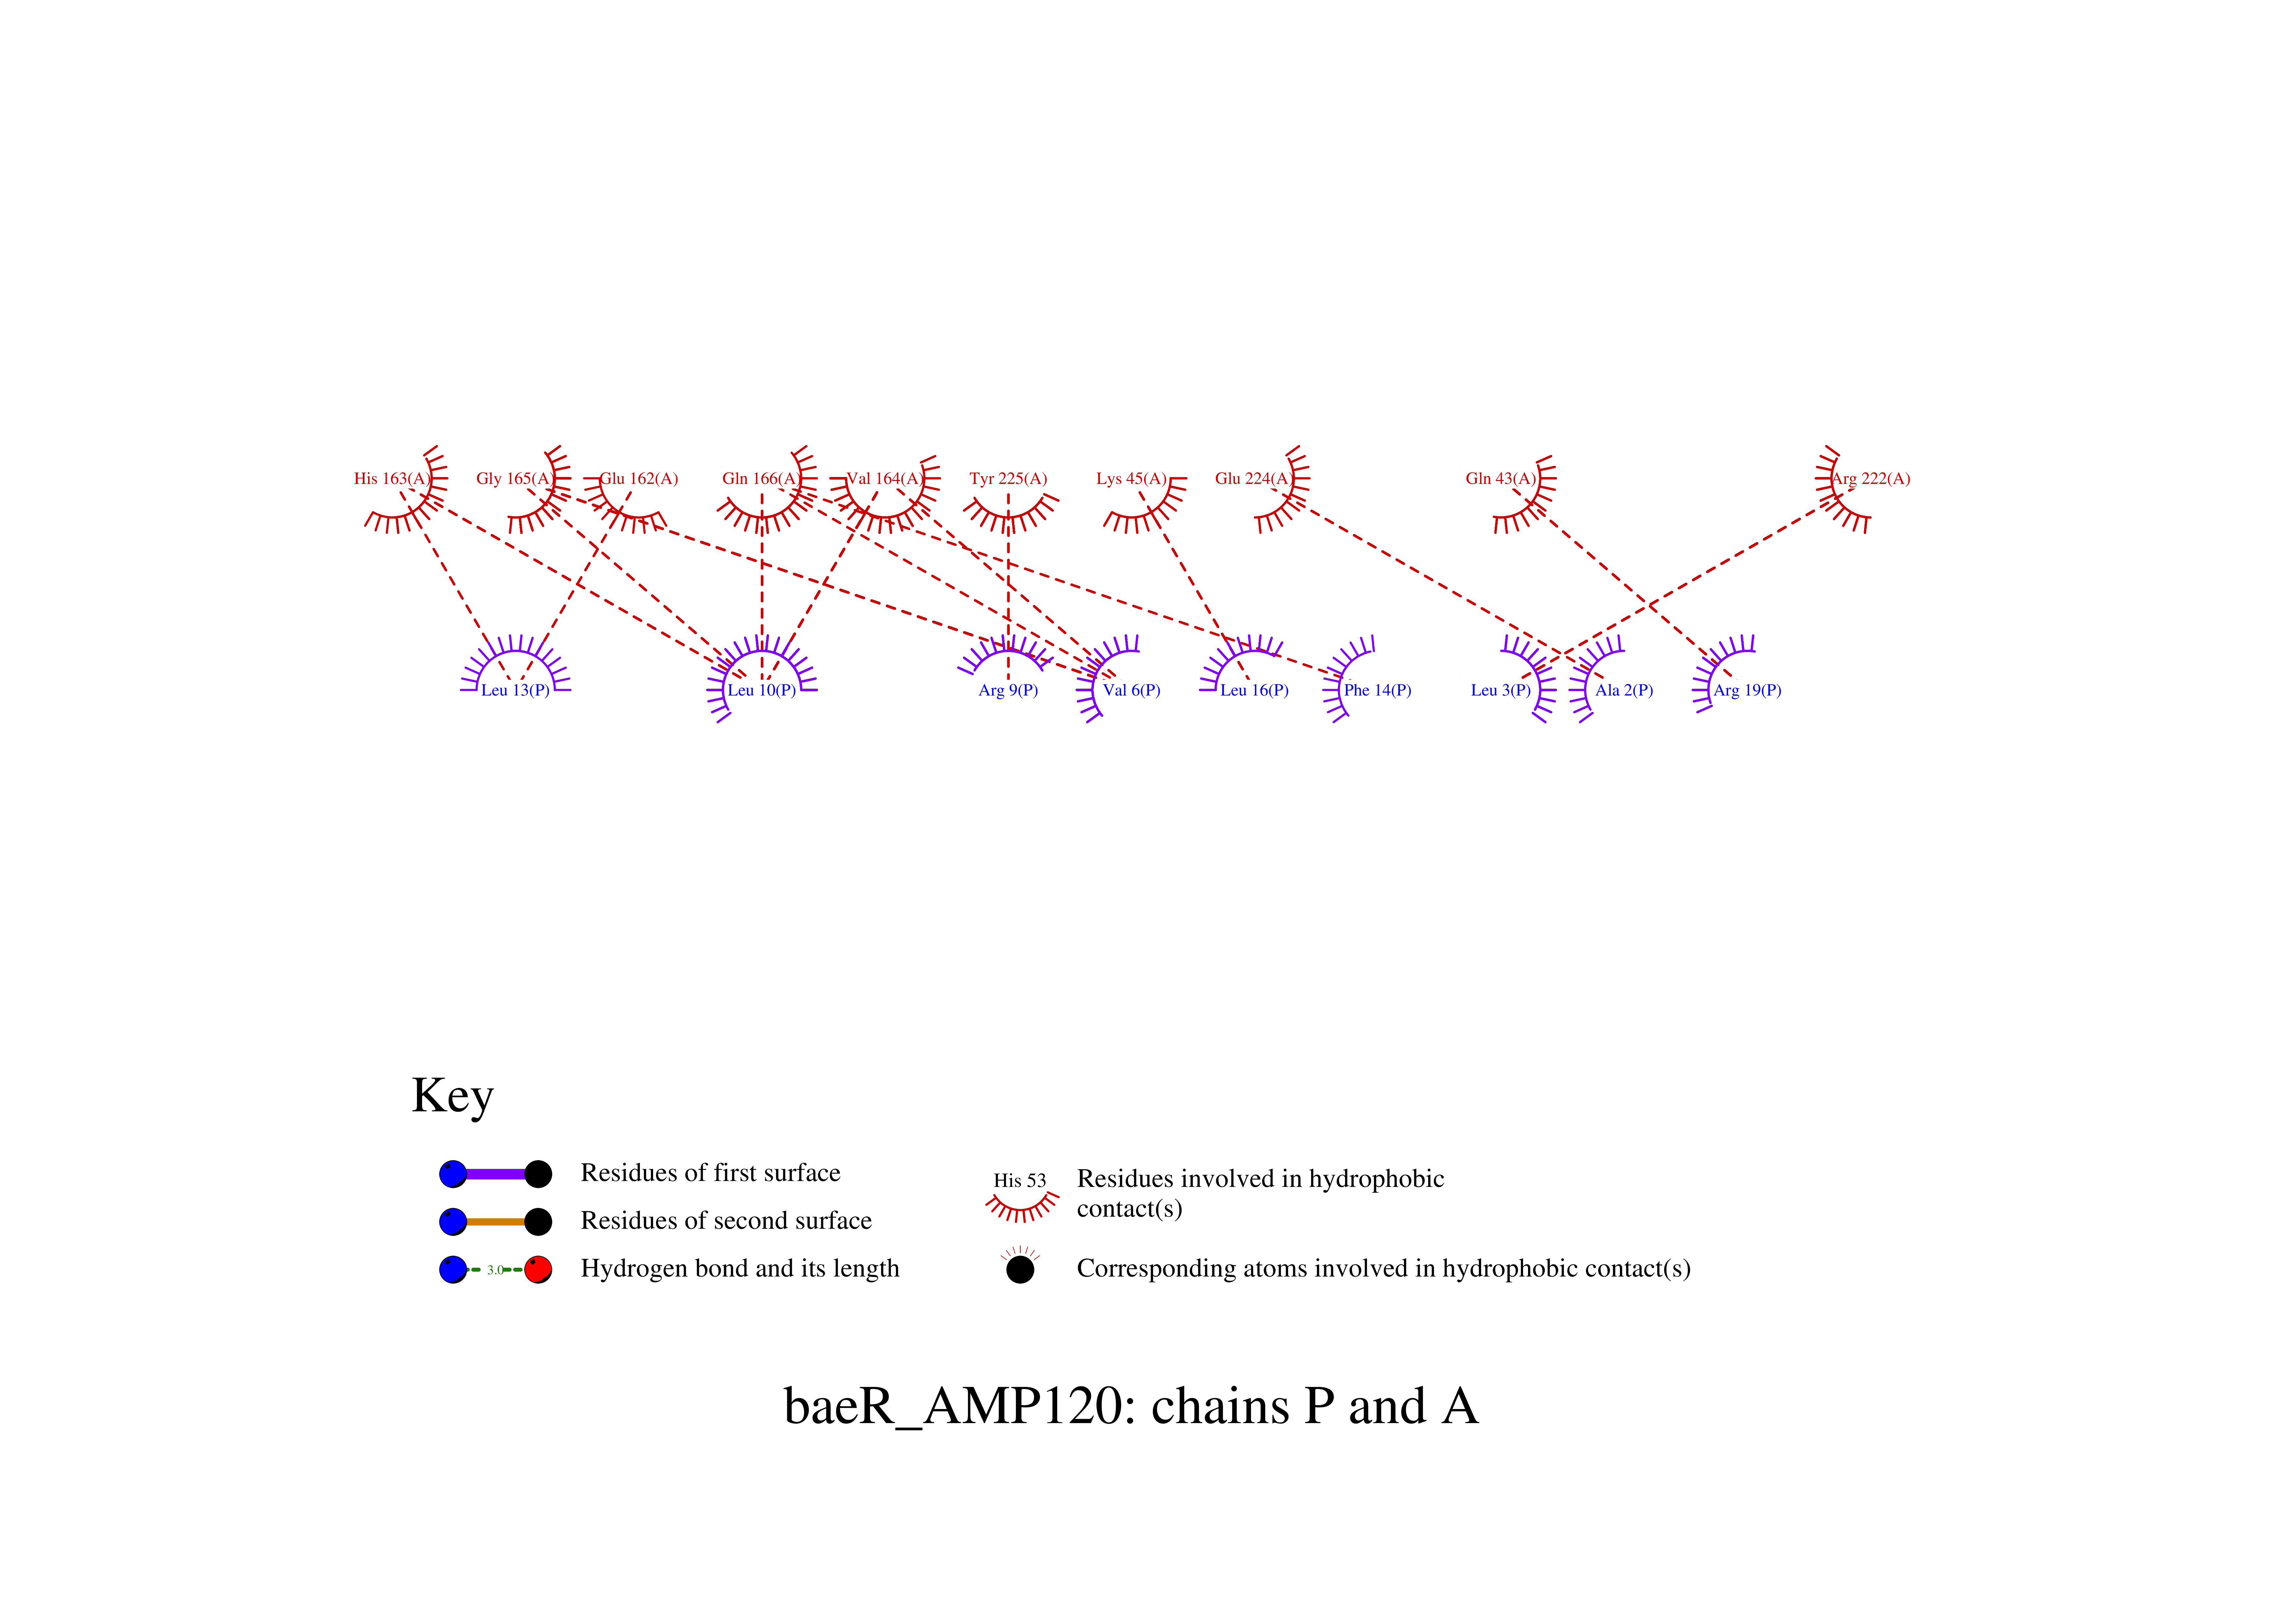 His 163(A) Gly 165(A) Glu 162(A) Gln 166(A) Val 164(A) Tyr 225(A) Lys 45(A) Glu 224(A) Gln 43(A) Arg 222(A)
Leu 13(P) Leu 10(P) Arg 9(P) Val 6(P) Leu 16(P) Phe 14(P) Leu 3(P) Ala 2(P) Arg 19(P)
Key
Residues of first surface
Residues of second surface
3.0 Hydrogen bond and its length
His 53 Residues involved in hydrophobic
contact(s)
Corresponding atoms involved in hydrophobic contact(s)
baeR_AMP120: chains P and A